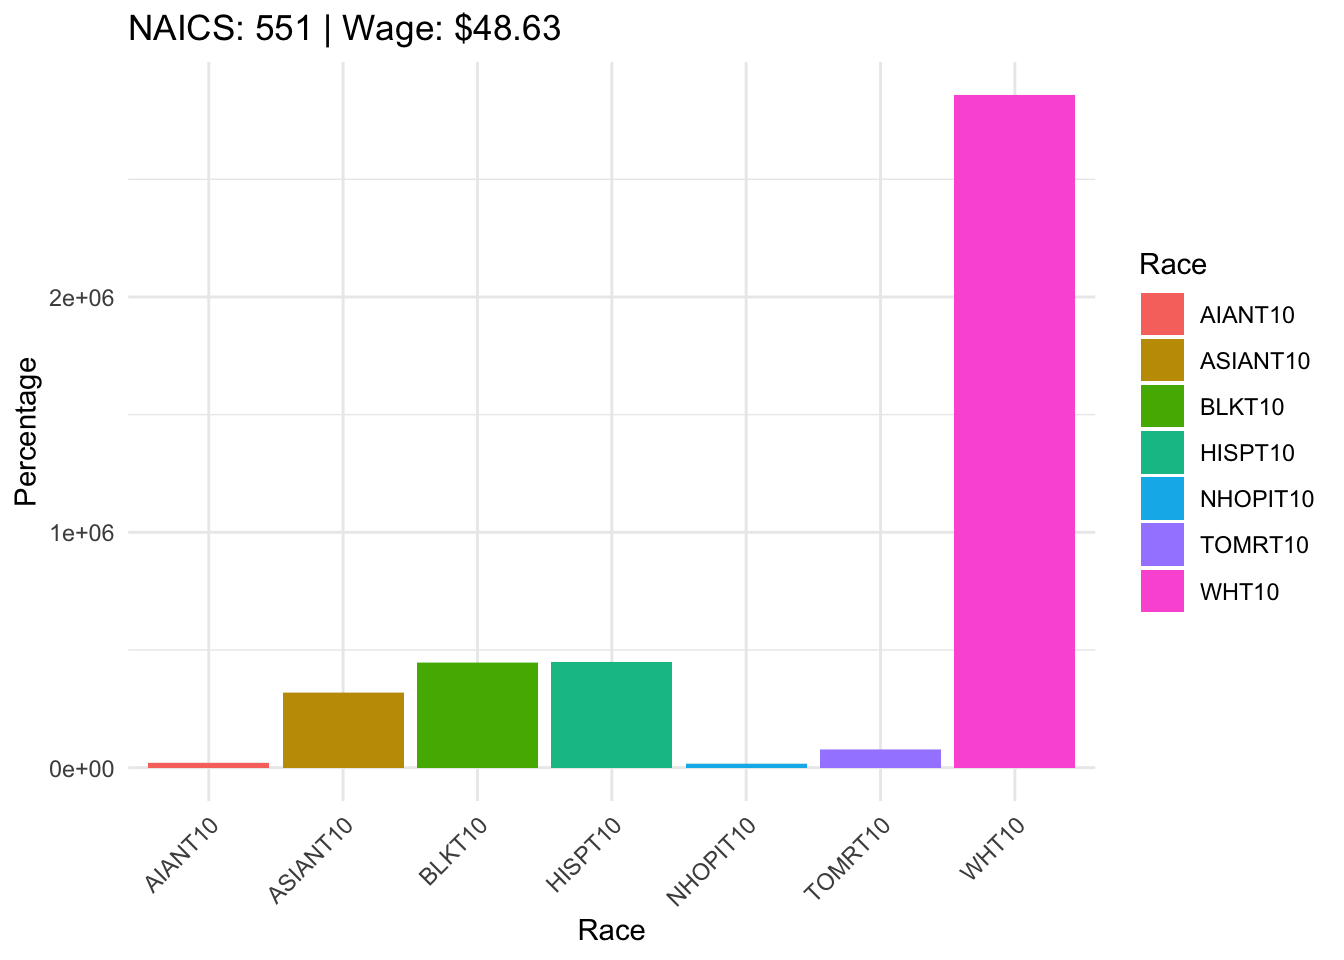 NAICS: 551 | Wage: $48.63
Percentage
2e+06
1e+06
0e+00
AIANT10
ASIANT10
BLKT10
HISPT10
NHOPIT10
TOMRT10
WHT10
Race
Race
AIANT10
ASIANT10
BLKT10
HISPT10
NHOPIT10
TOMRT10
WHT10